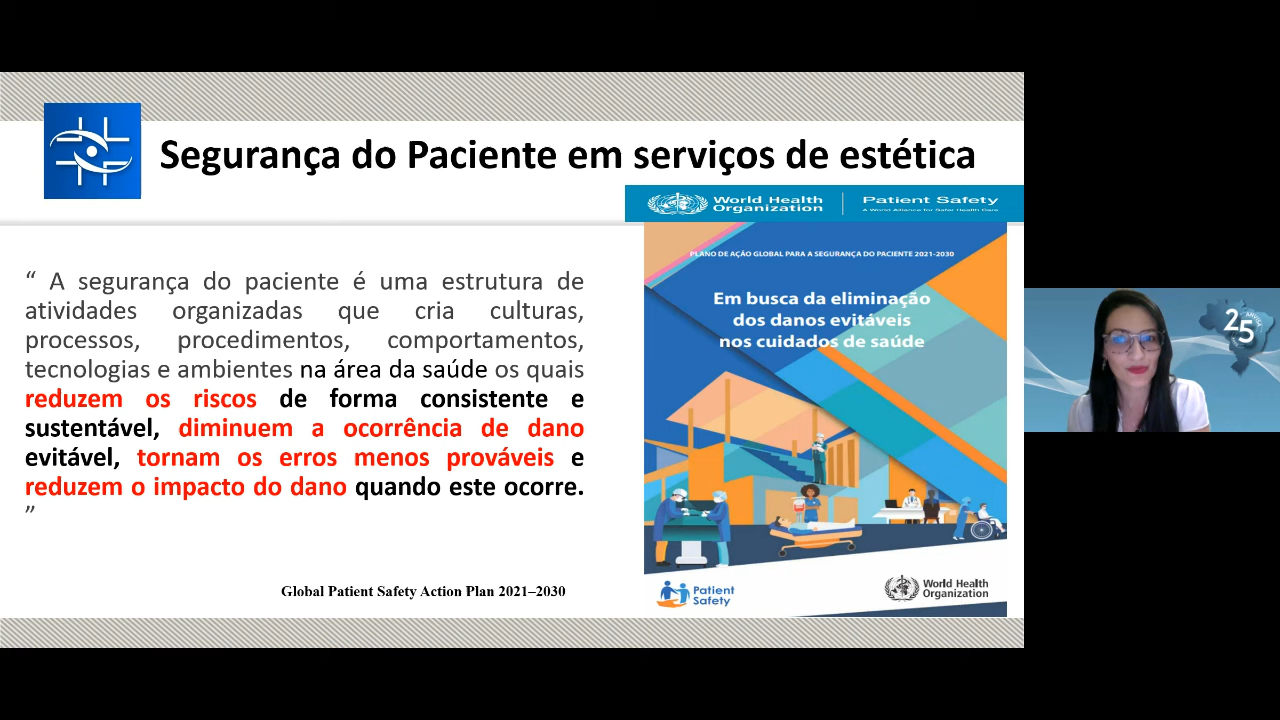 Segurança do Paciente em serviços de estética
World Health
Organization
Patient Safety
A World Alliance for Safer Health Care
“ A segurança do paciente é uma estrutura de
atividades organizadas que cria culturas,
processos, procedimentos, comportamentos,
tecnologias e ambientes na área da saúde os quais
reduzem os riscos de forma consistente e
sustentável, diminuem a ocorrência de dano
evitável, tornam os erros menos prováveis e
reduzem o impacto do dano quando este ocorre.
”
Global Patient Safety Action Plan 2021–2030
PLANO DE AÇÃO GLOBAL PARA A SEGURANÇA DO PACIENTE 2021-2030
Em busca da eliminação
dos danos evitáveis
nos cuidados de saúde
Patient
Safety
World Health
Organization
25